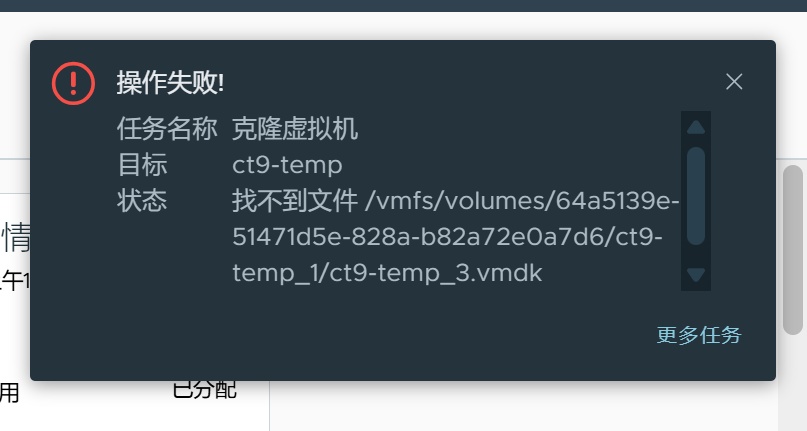 操作失败!
任务名称 克隆虚拟机
目标 ct9-temp
状态 找不到文件 /vmfs/volumes/64a5139e-
51471d5e-828a-b82a72e0a7d6/ct9-
temp_1/ct9-temp_3.vmdk
更多任务
情
午1
用
已分配